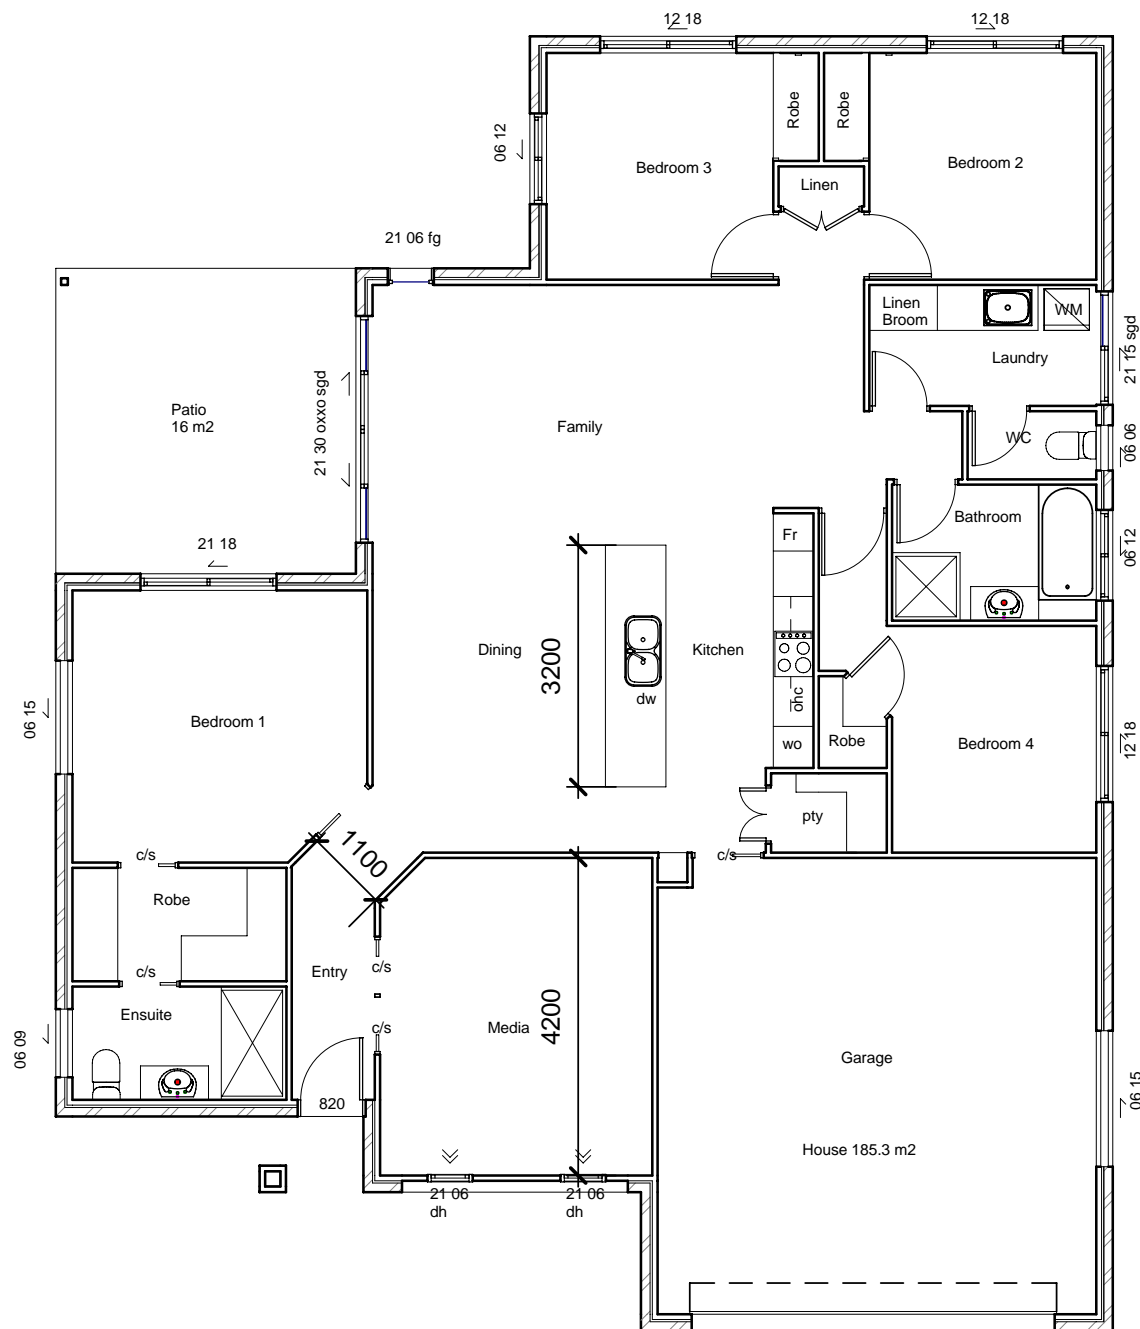 12 18
12 18
06 12
Robe
Robe
Bedroom 3
Bedroom 2
Linen
21 06 fg
Linen
Broom
WM
Laundry
21 15 sgd
Patio
16 m2
21 30 oxxo sgd
Family
WC
06 06
Bathroom
06 12
Fr
21 18
Dining
3200
Kitchen
dw
ohc
wo
Robe
Bedroom 4
12 18
Bedroom 1
06 15
pty
c/s
c/s
1100
Robe
c/s
Entry
c/s
c/s
Ensuite
06 09
Media
4200
Garage
06 15
820
House 185.3 m2
21 06
dh
21 06
dh